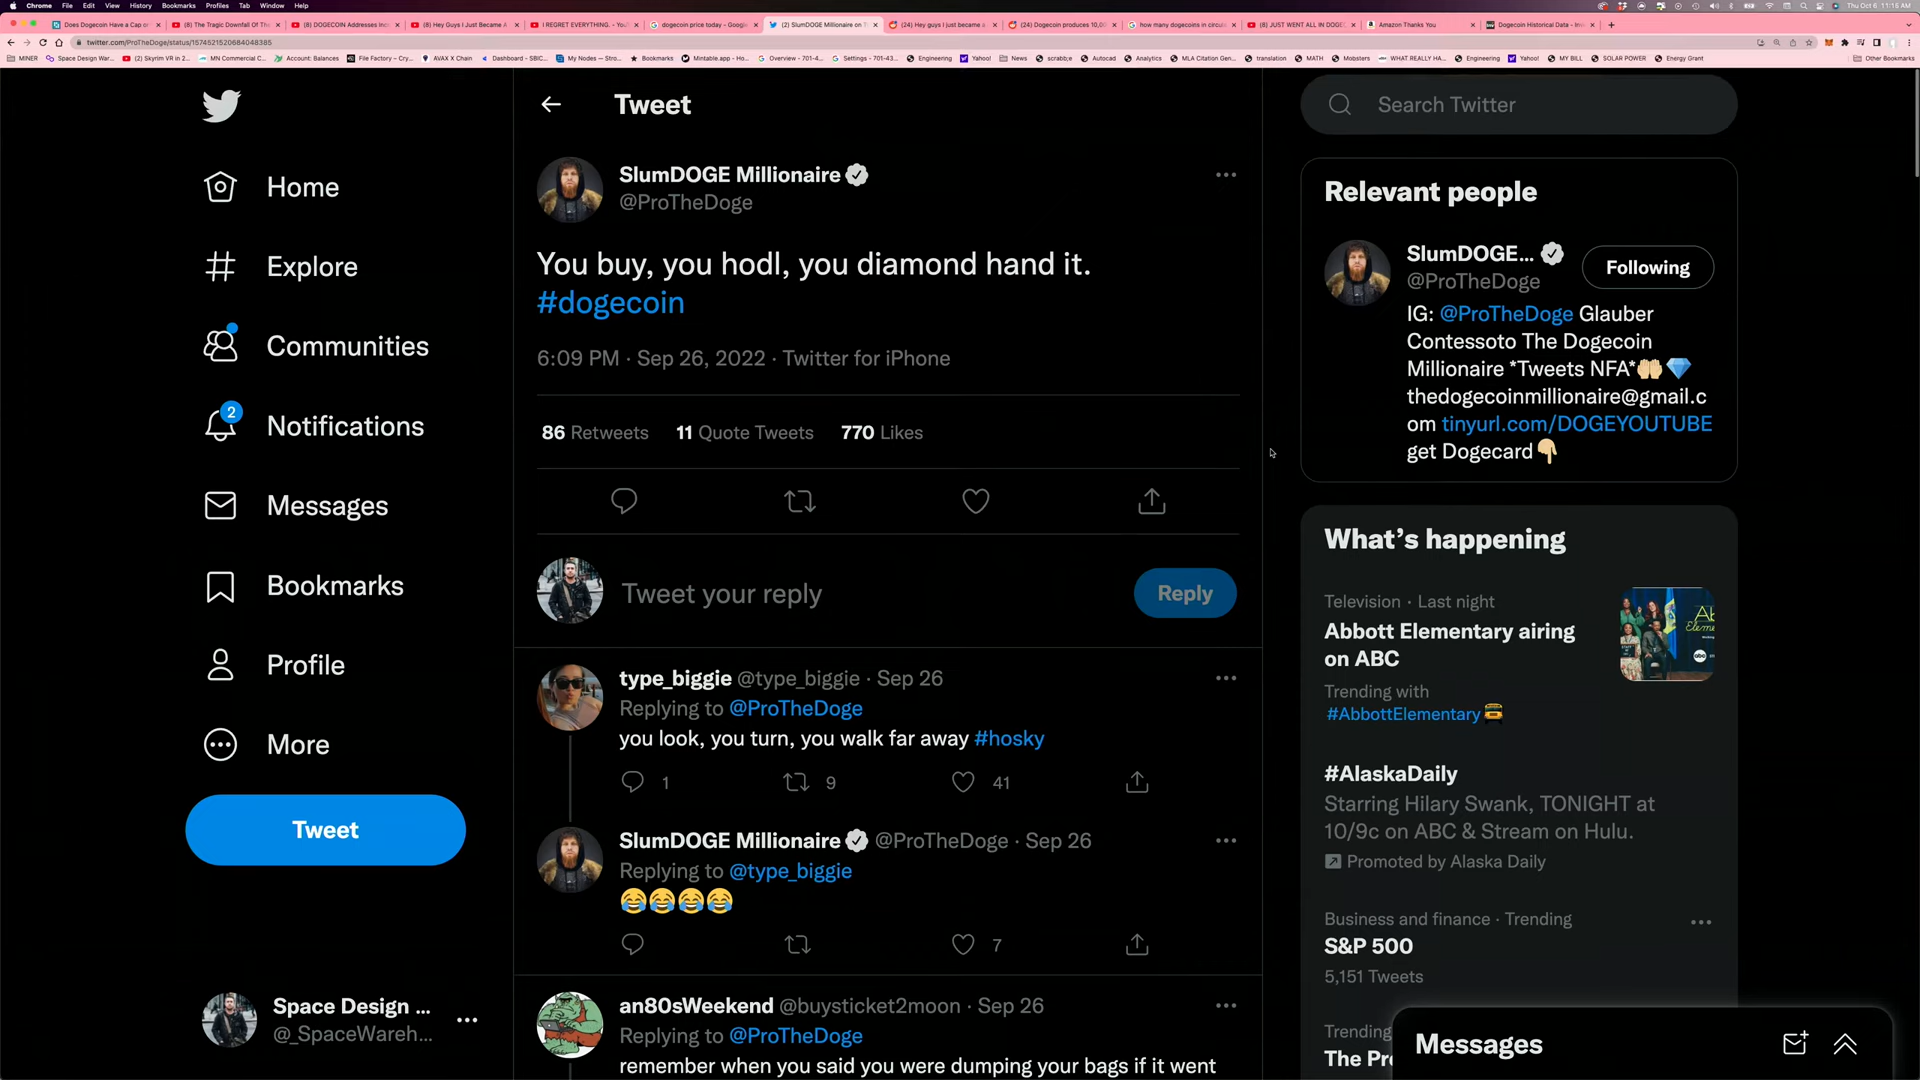 Chrome File Edit View History Bookmarks Profiles Tab Window Help
Thu Oct 6 11:15 AM
Does Dogecoin Have a Cap or
(8) The Tragic Downfall Of Th
(8) DOGECOIN Addresses Incre
(8) Hey Guys I Just Became A
I REGRET EVERYTHING. - You
dogecoin price today - Google
(2) SlumDOGE Millionaire on T
(24) Hey guys I just became a
(24) Dogecoin produces 10,00
how many dogecoins in circu
(8) JUST WENT ALL IN DOGE
Amazon Thanks You
Dogecoin Historical Data - Inv
twitter.com/ProTheDoge/status/1574521520684048385
MINER
Space Design War...
(2) Skyrim VR in 2...
MN Commercial C...
Account: Balances
File Factory – Cry...
AVAX X Chain
Dashboard - SBIC...
My Nodes — Stro...
Bookmarks
Mintable.app - Ho...
Overview - 701-4...
Settings - 701-43...
Engineering
Yahoo!
News
scrabb;e
Autocad
Analytics
MLA Citation Gen...
translation
MATH
Mobsters
WHAT REALLY HA...
Engineering
Yahoo!
MY BILL
SOLAR POWER
Energy Grant
Other Bookmarks
Home
Explore
Communities
2
Notifications
Messages
Bookmarks
Profile
More
Tweet
Space Design ...
@_SpaceWareh...
Tweet
SlumDOGE Millionaire
@ProTheDoge
You buy, you hodl, you diamond hand it.
#dogecoin
6:09 PM · Sep 26, 2022 · Twitter for iPhone
86 Retweets 11 Quote Tweets 770 Likes
Tweet your reply
Reply
type_biggie @type_biggie · Sep 26
Replying to @ProTheDoge
you look, you turn, you walk far away #hosky
1 9 41
SlumDOGE Millionaire @ProTheDoge · Sep 26
Replying to @type_biggie
😂😂😂😂
7
an80sWeekend @buysticket2moon · Sep 26
Replying to @ProTheDoge
remember when you said you were dumping your bags if it went
Search Twitter
Relevant people
SlumDOGE...
@ProTheDoge
Following
IG: @ProTheDoge Glauber
Contessoto The Dogecoin
Millionaire *Tweets NFA*🤲🏼💎
thedogecoinmillionaire@gmail.c
om tinyurl.com/DOGEYOUTUBE
get Dogecard👇🏼
What's happening
Television · Last night
Abbott Elementary airing
on ABC
Trending with
#AbbottElementary
#AlaskaDaily
Starring Hilary Swank, TONIGHT at
10/9c on ABC & Stream on Hulu.
Promoted by Alaska Daily
Business and finance · Trending
S&P 500
5,151 Tweets
Trending
The Pr
Messages